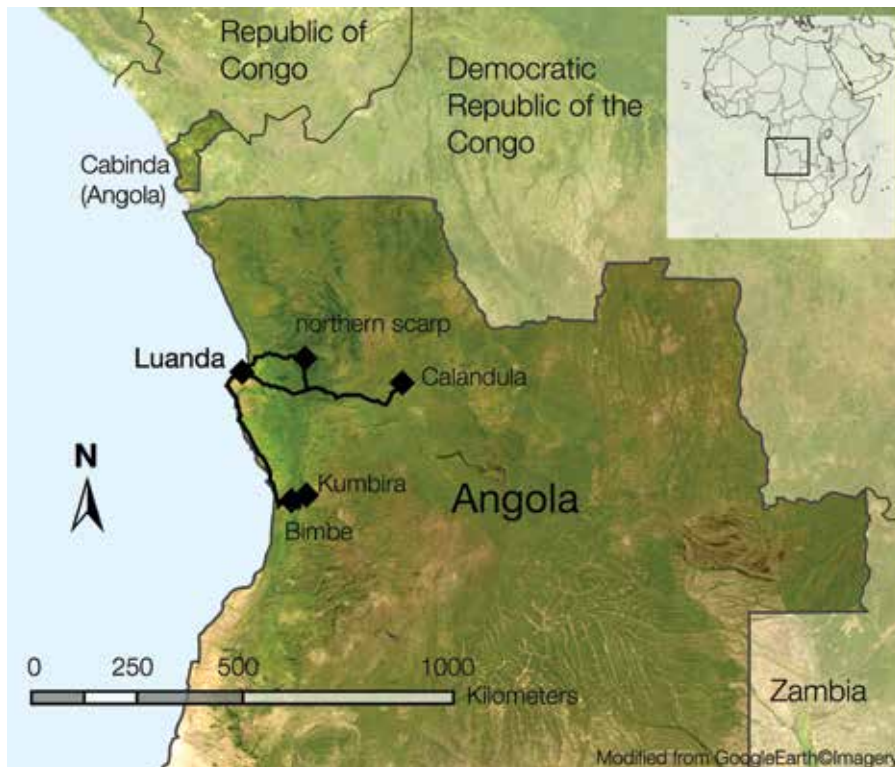 Republic of
Congo
Democratic
Republic of the
Congo
Cabinda
(Angola)
northern scarp
Luanda
Calandula
N
Kumbira
Angola
Bimbe
0 250 500 1000
Kilometers
Zambia
Modified from GoogleEarth©Imagery